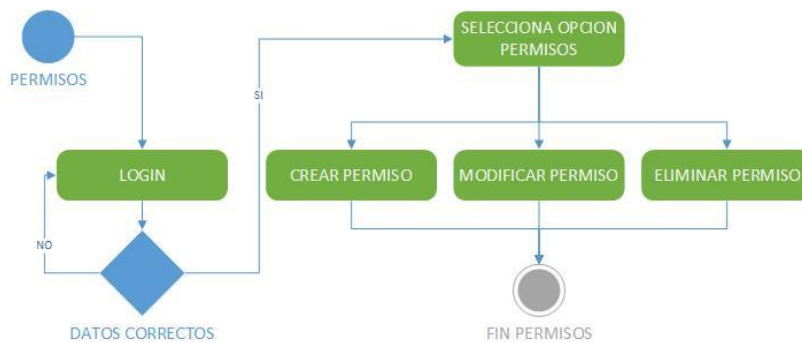 PERMISOS
LOGIN
NO
DATOS CORRECTOS
SI
SELECCIONA OPCION
PERMISOS
CREAR PERMISO
MODIFICAR PERMISO
ELIMINAR PERMISO
FIN PERMISOS